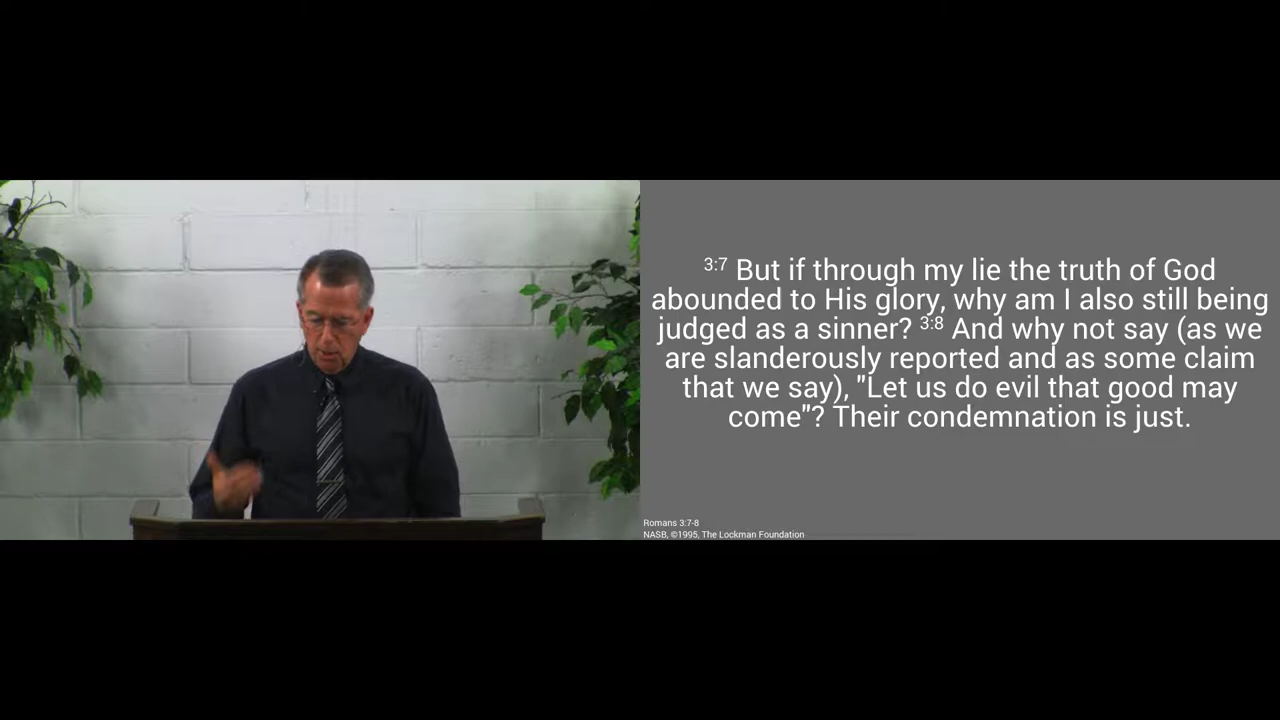 3:7 But if through my lie the truth of God
abounded to His glory, why am I also still being
judged as a sinner? 3:8 And why not say (as we
are slanderously reported and as some claim
that we say), "Let us do evil that good may
come"? Their condemnation is just.
Romans 3:7-8
NASB, ©1995, The Lockman Foundation